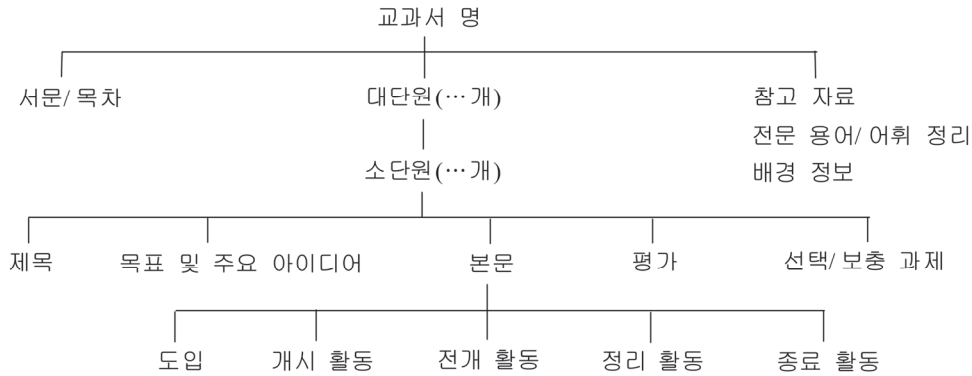 교과서 명
서문/ 목차 대단원(…개) 참고 자료
전문 용어/ 어휘 정리
소단원(…개) 배경 정보
제목 목표 및 주요 아이디어 본문 평가 선택/ 보충 과제
도입 개시 활동 전개 활동 정리 활동 종료 활동